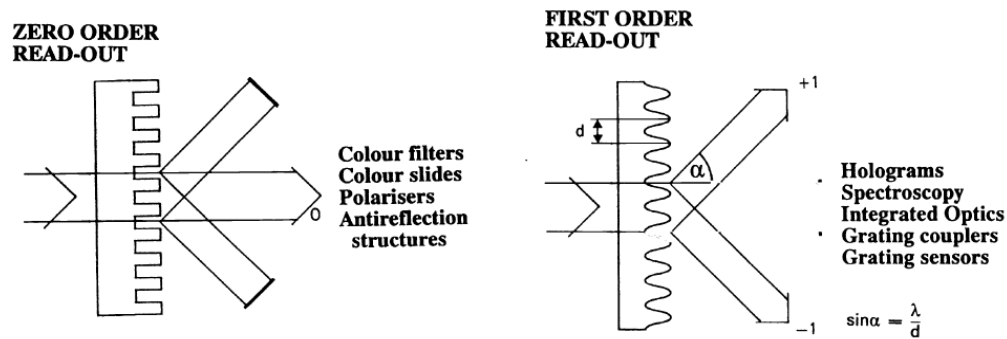 ZERO ORDER
READ-OUT
Colour filters
Colour slides
Polarisers
Antireflection
structures
0
FIRST ORDER
READ-OUT
d
α
+1
-1
Holograms
Spectroscopy
Integrated Optics
Grating couplers
Grating sensors
sinα = λ/d